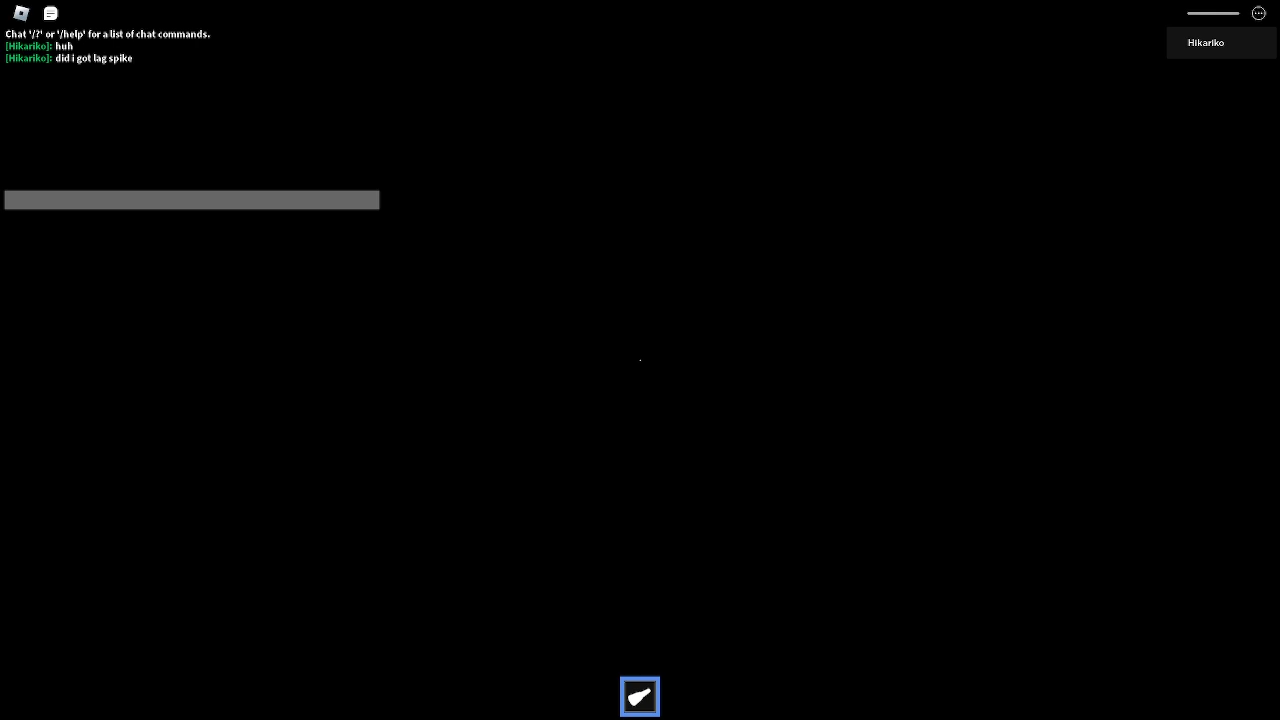 Chat '/?' or '/help' for a list of chat commands.
[Hikariko]: huh
[Hikariko]: did i got lag spike
Hikariko